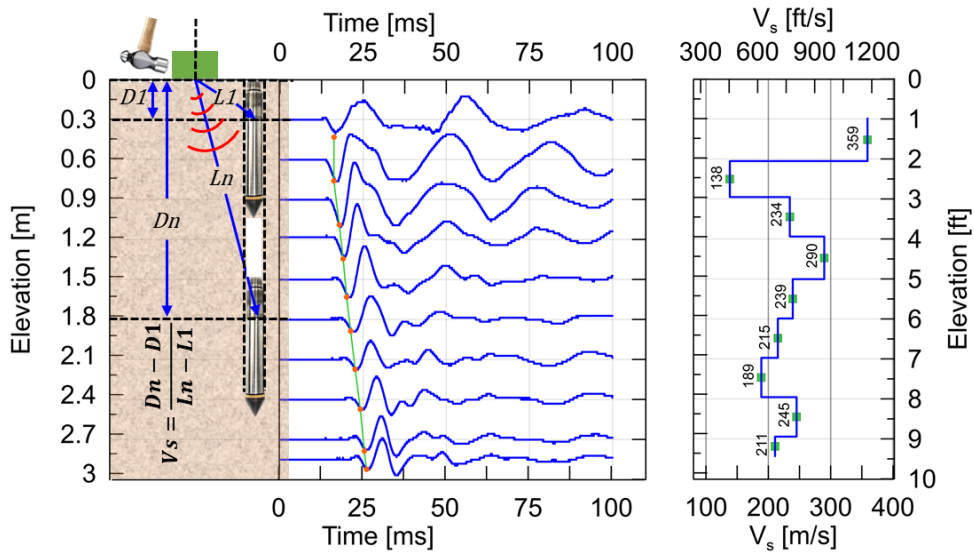 Time [ms]
0 25 50 75 100
Elevation [m]
0
0.3
0.6
0.9
1.2
1.5
1.8
2.1
2.4
2.7
3
D1
L1
Ln
Dn
Vs = Dn − D1
Ln − L1
0 25 50 75 100
Time [ms]
Vs [ft/s]
300 600 900 1200
0
1
2
3
4
5
6
7
8
9
10
Elevation [ft]
359
138
234
290
239
215
189
245
211
100 200 300 400
Vs [m/s]